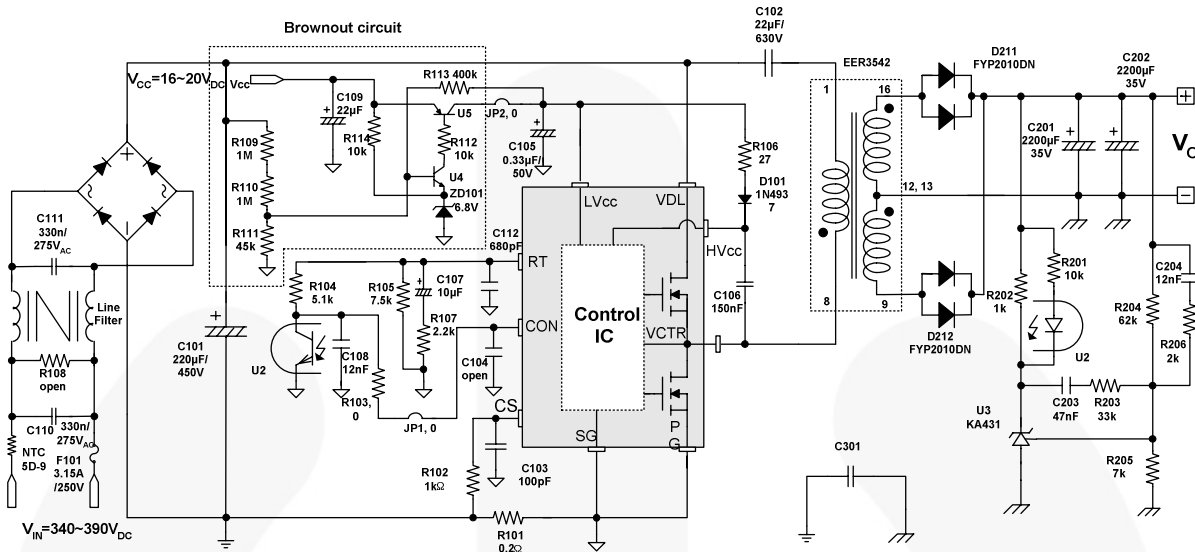 Brownout circuit
V_CC=16~20V_DC
Vcc
C109
22µF
R113 400k
U5
JP2, 0
R114
10k
R112
10k
U4
ZD101
6.8V
R109
1M
R110
1M
R111
45k
C105
0.33µF/
50V
C102
22µF/
630V
EER3542
1
8
16
12, 13
9
D211
FYP2010DN
D212
FYP2010DN
C201
2200µF
35V
C202
2200µF
35V
+
V_O
−
R106
27
D101
1N493
7
C106
150nF
LVcc
VDL
HVcc
RT
CON
CS
SG
P
G
VCTR
Control
IC
C111
330n/
275V_AC
Line
Filter
R108
open
C110
330n/
275V_AC
NTC
5D-9
F101
3.15A
/250V
V_IN=340~390V_DC
C101
220µF/
450V
R104
5.1k
U2
C108
12nF
R103,
0
JP1, 0
R105
7.5k
C107
10µF
R107
2.2k
C112
680pF
C104
open
R102
1kΩ
C103
100pF
R101
0.2Ω
R201
10k
R202
1k
U2
C203
47nF
R203
33k
R204
62k
C204
12nF
R206
2k
U3
KA431
R205
7k
C301